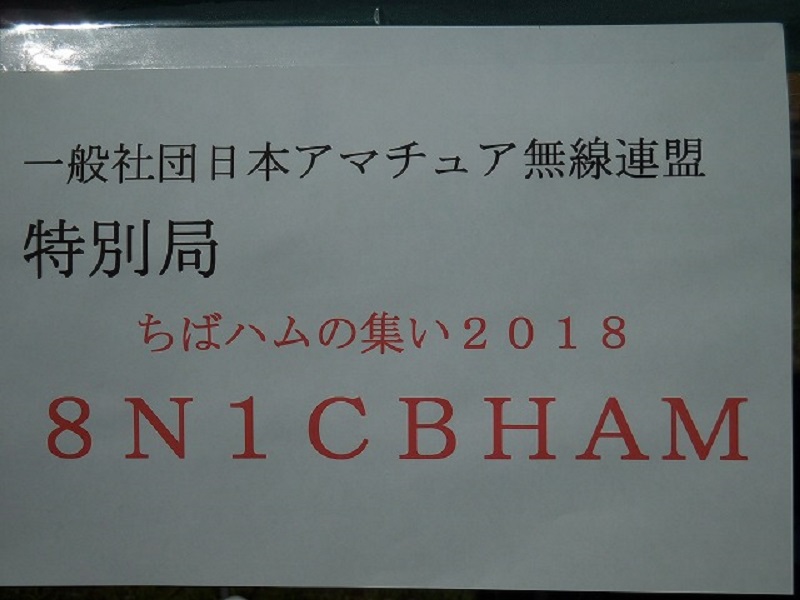 一般社団日本アマチュア無線連盟
特別局
ちばハムの集い２０１８
８Ｎ１ＣＢＨＡＭ